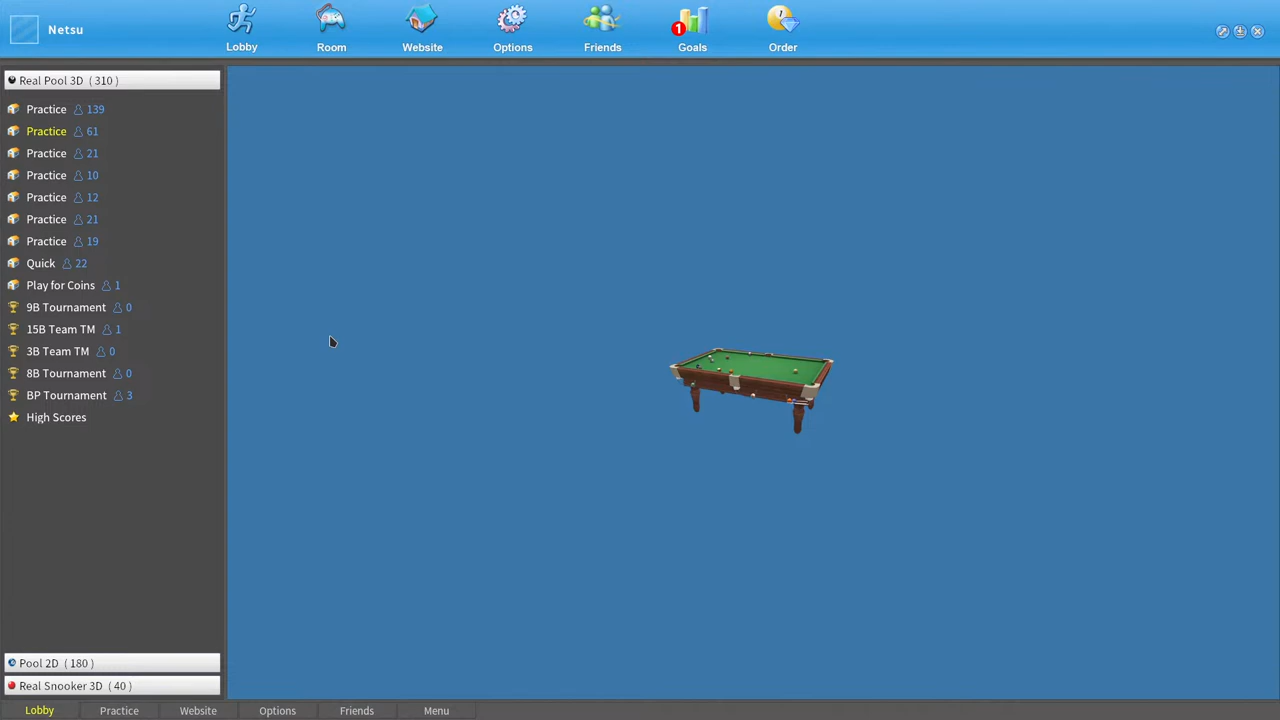 Netsu
Lobby
Room
Website
Options
Friends
1
Goals
Order
Real Pool 3D ( 310 )
Practice 139
Practice 61
Practice 21
Practice 10
Practice 12
Practice 21
Practice 19
Quick 22
Play for Coins 1
9B Tournament 0
15B Team TM 1
3B Team TM 0
8B Tournament 0
BP Tournament 3
High Scores
Pool 2D ( 180 )
Real Snooker 3D ( 40 )
Lobby Practice Website Options Friends Menu